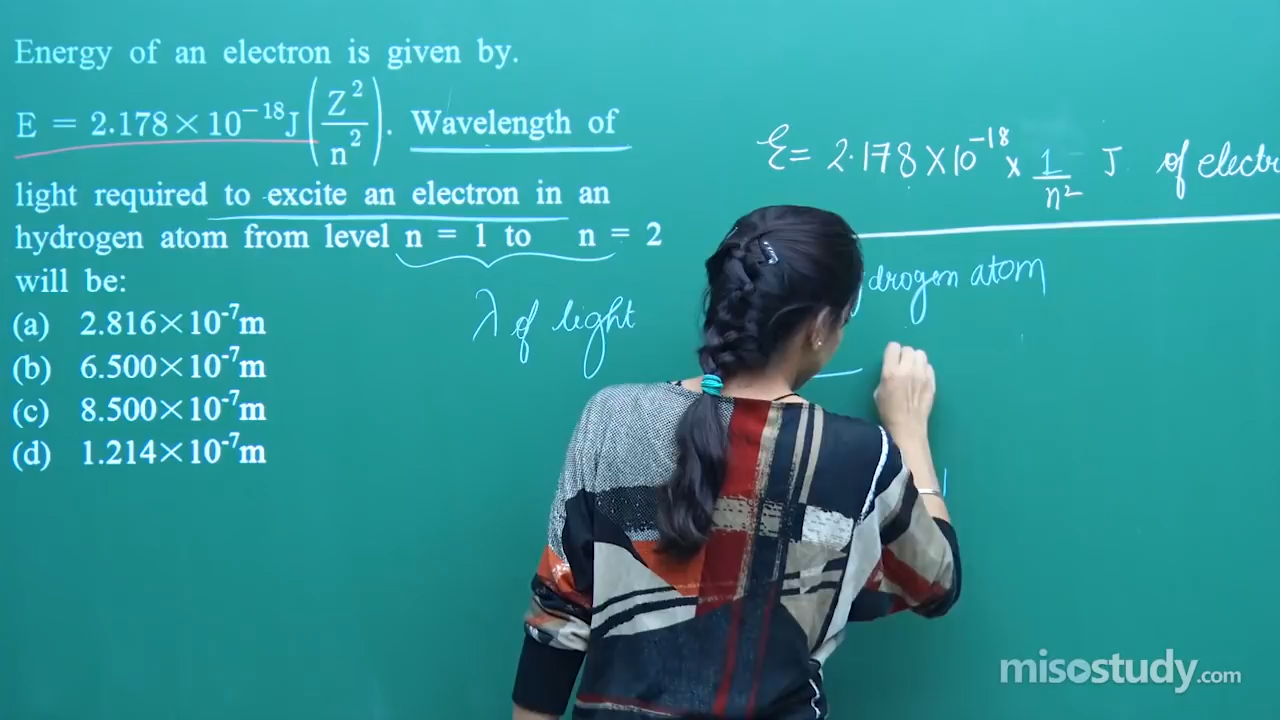 Energy of an electron is given by.
E = 2.178×10⁻¹⁸J(Z²/n²). Wavelength of
light required to excite an electron in an
hydrogen atom from level n = 1 to n = 2
will be:
(a) 2.816×10⁻⁷m
(b) 6.500×10⁻⁷m
(c) 8.500×10⁻⁷m
(d) 1.214×10⁻⁷m
λ of light
E = 2.178×10⁻¹⁸ × 1/n² J of electr
drogen atom
misostudy.com